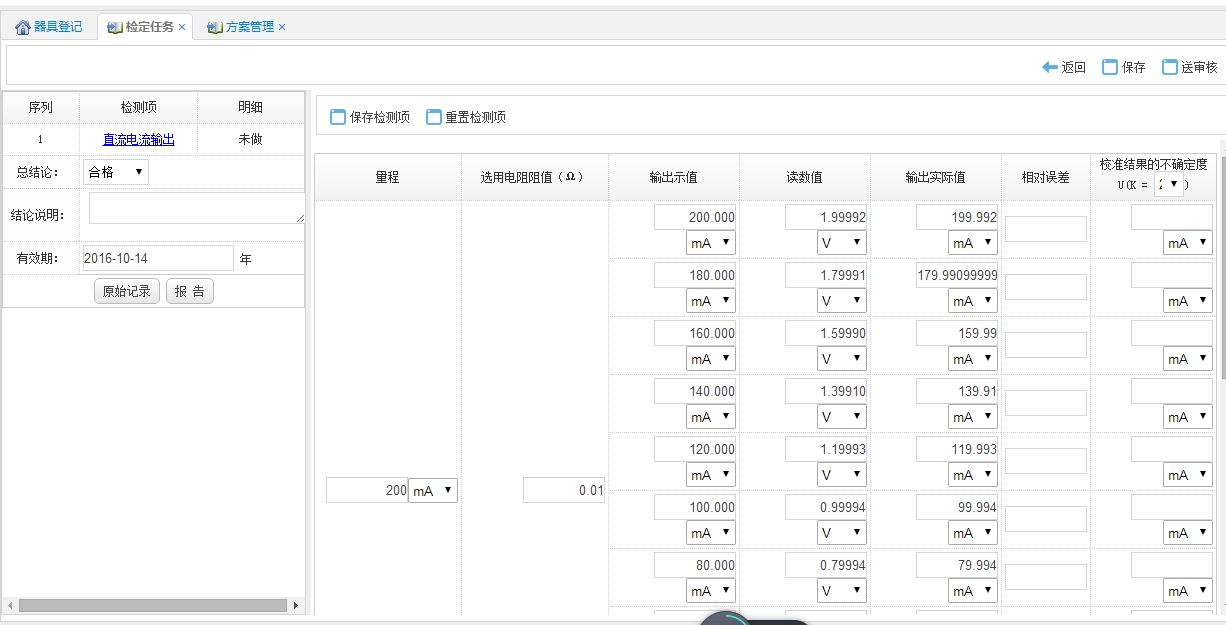 器具登记 检定任务 × 方案管理 ×
返回 保存 送审核
序列 检测项 明细
1 直流电流输出 未做
总结论： 合格
结论说明：
有效期： 2016-10-14 年
原始记录 报 告
保存检测项 重置检测项
量程 选用电阻阻值（Ω） 输出示值 读数值 输出实际值 相对误差 校准结果的不确定度
U(K = )
200.000 1.99992 199.992
mA V mA mA
180.000 1.79991 179.99099999
mA V mA mA
160.000 1.59990 159.99
mA V mA mA
140.000 1.39910 139.91
mA V mA mA
120.000 1.19993 119.993
mA V mA mA
200 mA 0.01
100.000 0.99994 99.994
mA V mA mA
80.000 0.79994 79.994
mA V mA mA